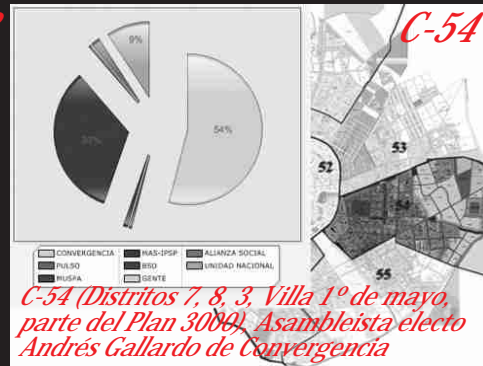 C-54
9%
54%
52
53
54
55
CONVERGENCIA MAS-IPSP ALIANZA SOCIAL
PULSO BSD UNIDAD NACIONAL
MUSPA GENTE
C-54 (Distritos 7, 8, 3, Villa 1º de mayo,
parte del Plan 3000) Asambleista electo
Andrés Gallardo de Convergencia